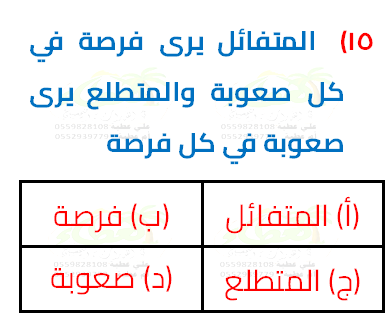 ١٥) المتفائل يرى فرصة في
كل صعوبة والمتطلع يرى
صعوبة في كل فرصة
(أ) المتفائل (ب) فرصة
(ج) المتطلع (د) صعوبة